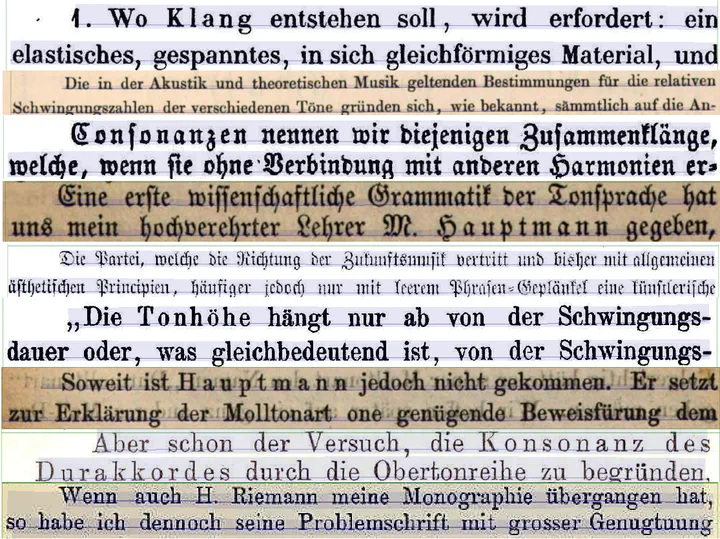 1. Wo Klang entstehen soll, wird erfordert: ein
elastisches, gespanntes, in sich gleichförmiges Material, und
Die in der Akustik und theoretischen Musik geltenden Bestimmungen für die relativen
Schwingungszahlen der verschiedenen Töne gründen sich, wie bekannt, sämmtlich auf die An-
Consonanzen nennen wir diejenigen Zusammenklänge,
welche, wenn sie ohne Verbindung mit anderen Harmonien er-
Eine erste wissenschaftliche Grammatik der Tonsprache hat
uns mein hochverehrter Lehrer M. Hauptmann gegeben,
Die Partei, welche die Richtung der Zukunftsmusik vertritt und bisher mit allgemeinen
ästhetischen Principien, häufiger jedoch nur mit leerem Phrasen-Geplänkel eine künstlerische
„Die Tonhöhe hängt nur ab von der Schwingungs-
dauer oder, was gleichbedeutend ist, von der Schwingungs-
Soweit ist Hauptmann jedoch nicht gekommen. Er setzt
zur Erklärung der Molltonart one genügende Beweisfürung dem
Aber schon der Versuch, die Konsonanz des
Durakkordes durch die Obertonreihe zu begründen,
Wenn auch H. Riemann meine Monographie übergangen hat,
so habe ich dennoch seine Problemschrift mit grosser Genugtuung